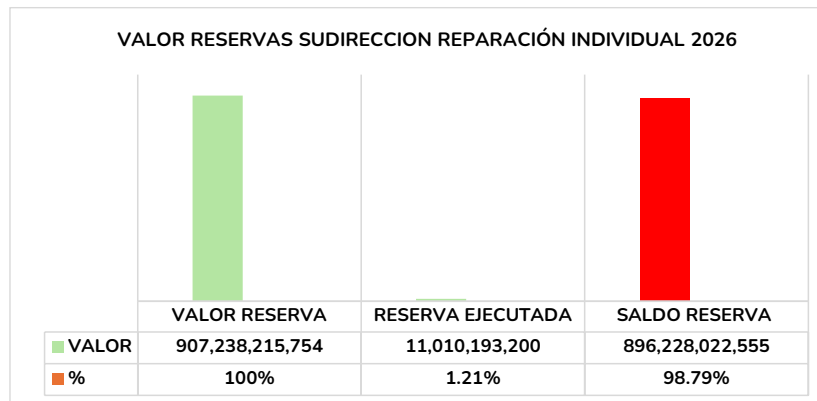 VALOR RESERVAS SUDIRECCION REPARACIÓN INDIVIDUAL 2026
VALOR RESERVA RESERVA EJECUTADA SALDO RESERVA
VALOR 907,238,215,754 11,010,193,200 896,228,022,555
% 100% 1.21% 98.79%